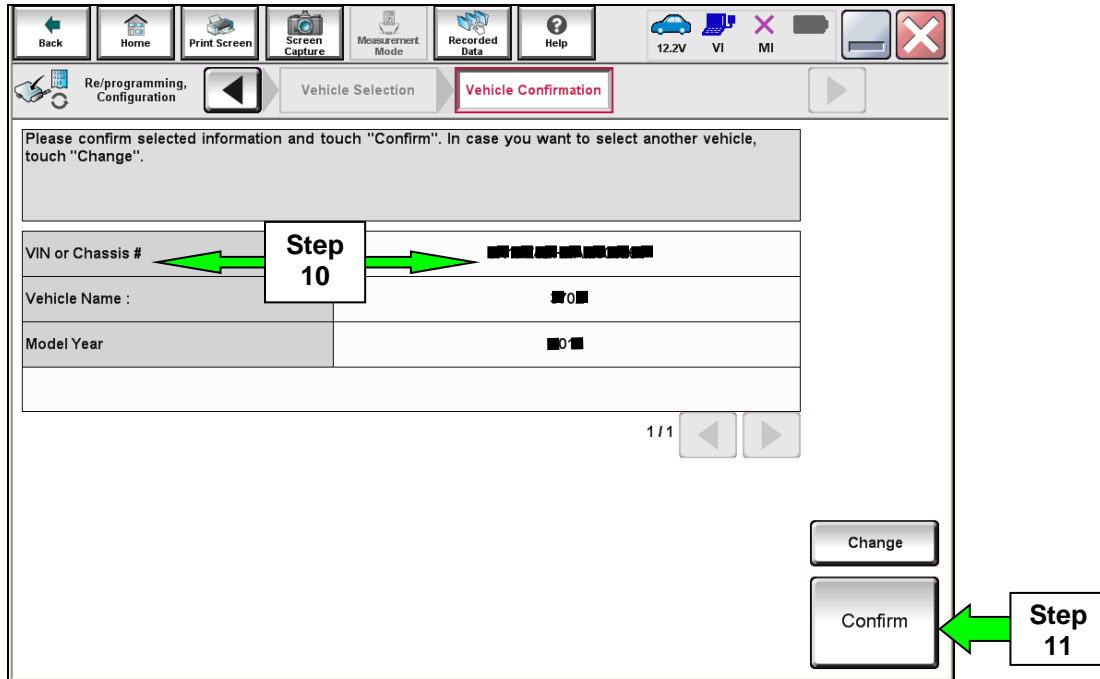 Back
Home
Print Screen
Screen
Capture
Measurement
Mode
Recorded
Data
Help
12.2V
VI
MI
Re/programming,
Configuration
Vehicle Selection
Vehicle Confirmation
Please confirm selected information and touch "Confirm". In case you want to select another vehicle,
touch "Change".
VIN or Chassis #
Step
10
Vehicle Name :
Model Year
1/1
Change
Confirm
Step
11